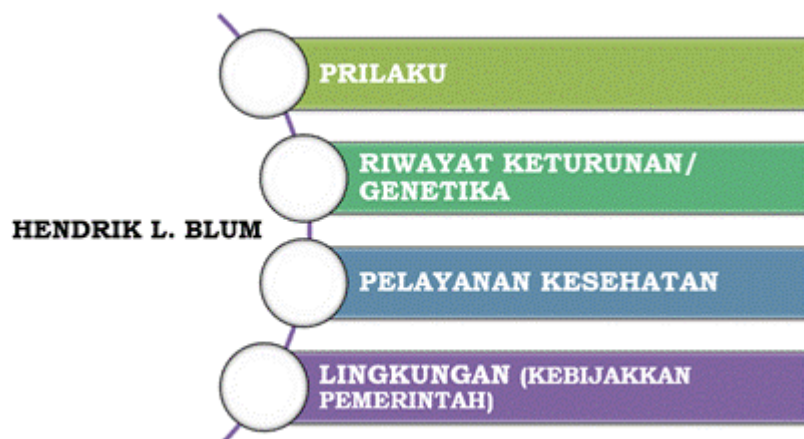 PRILAKU
RIWAYAT KETURUNAN/
GENETIKA
HENDRIK L. BLUM
PELAYANAN KESEHATAN
LINGKUNGAN (KEBIJAKKAN
PEMERINTAH)